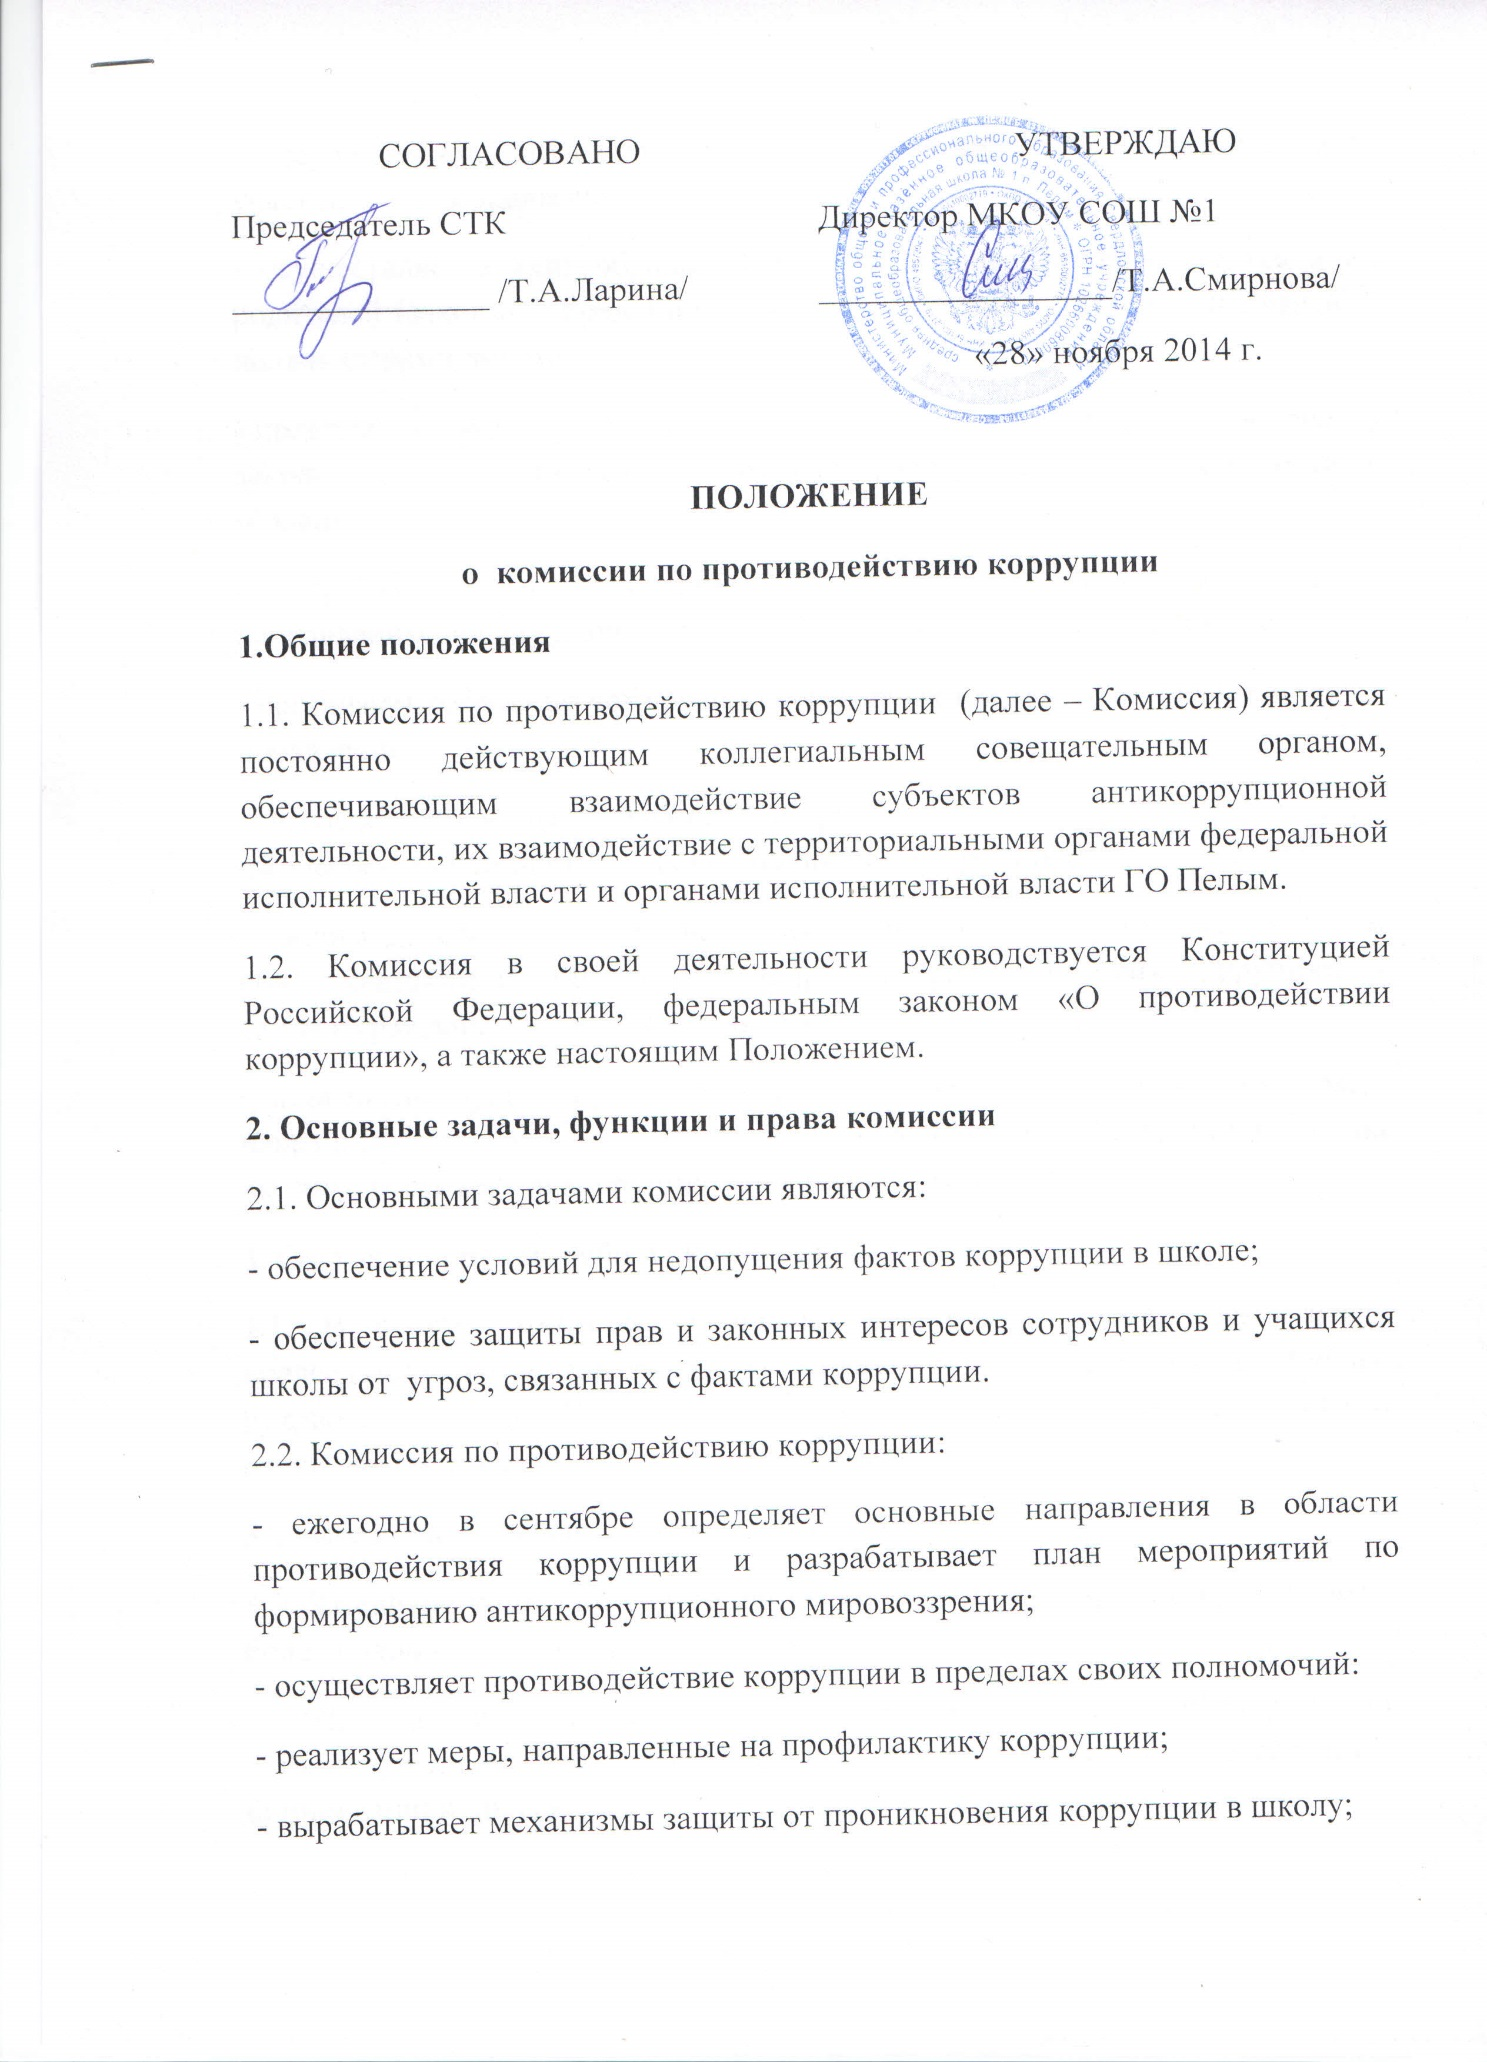 СОГЛАСОВАНО
УТВЕРЖДАЮ
Председатель СТК
Директор МКОУ СОШ №1
/Т.А.Ларина/
/Т.А.Смирнова/
«28» ноября 2014 г.
ПОЛОЖЕНИЕ
о комиссии по противодействию коррупции
1.Общие положения
1.1. Комиссия по противодействию коррупции (далее – Комиссия) является
постоянно действующим коллегиальным совещательным органом,
обеспечивающим взаимодействие субъектов антикоррупционной
деятельности, их взаимодействие с территориальными органами федеральной
исполнительной власти и органами исполнительной власти ГО Пелым.
1.2. Комиссия в своей деятельности руководствуется Конституцией
Российской Федерации, федеральным законом «О противодействии
коррупции», а также настоящим Положением.
2. Основные задачи, функции и права комиссии
2.1. Основными задачами комиссии являются:
- обеспечение условий для недопущения фактов коррупции в школе;
- обеспечение защиты прав и законных интересов сотрудников и учащихся
школы от угроз, связанных с фактами коррупции.
2.2. Комиссия по противодействию коррупции:
- ежегодно в сентябре определяет основные направления в области
противодействия коррупции и разрабатывает план мероприятий по
формированию антикоррупционного мировоззрения;
- осуществляет противодействие коррупции в пределах своих полномочий:
- реализует меры, направленные на профилактику коррупции;
- вырабатывает механизмы защиты от проникновения коррупции в школу;